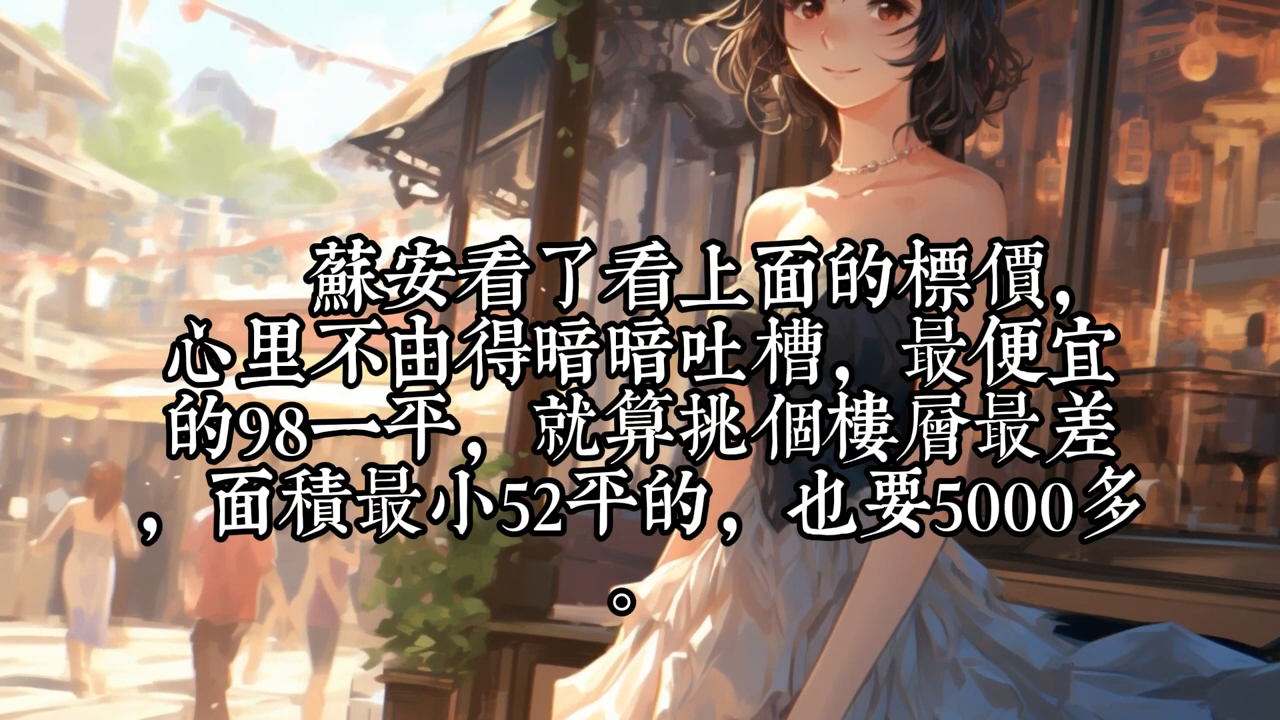 蘇安看了看上面的標價，
心里不由得暗暗吐槽，最便宜
的98一平，就算挑個樓層最差
，面積最小52平的，也要5000多
。